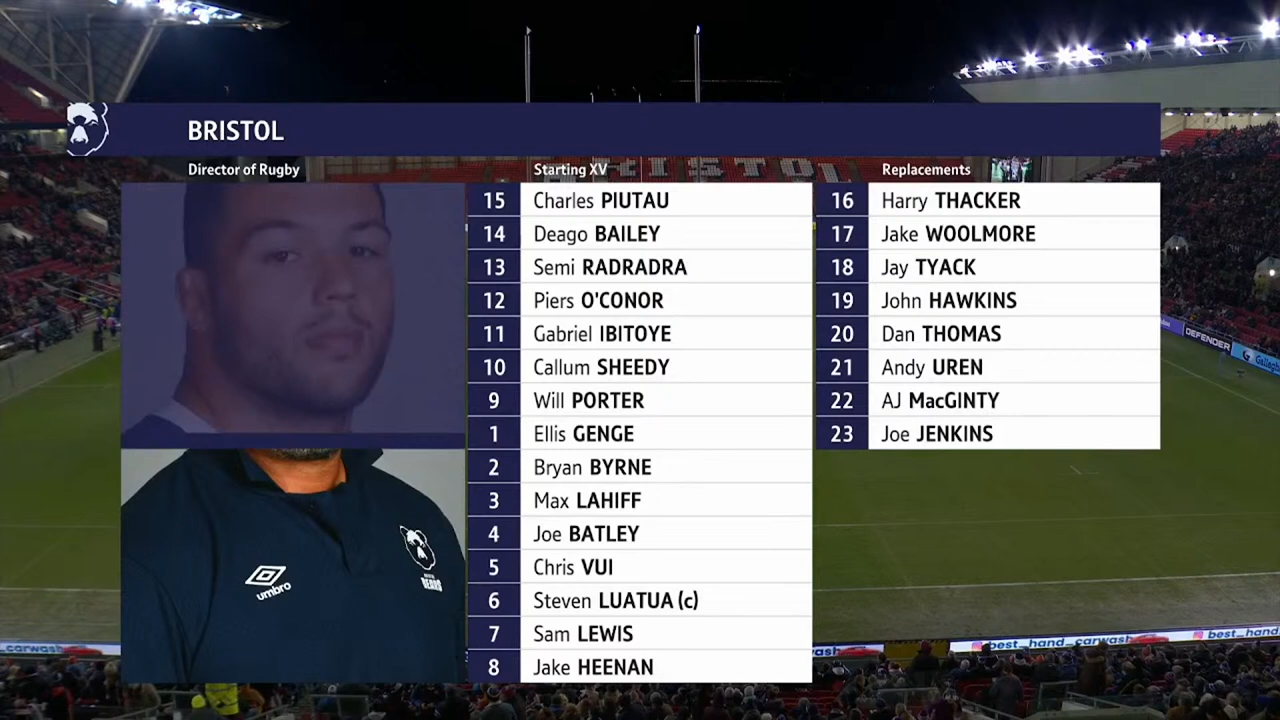 BRISTOL
Director of Rugby
Starting XV
Replacements
BRISTOL
15 Charles PIUTAU
14 Deago BAILEY
13 Semi RADRADRA
12 Piers O'CONOR
11 Gabriel IBITOYE
10 Callum SHEEDY
9 Will PORTER
1 Ellis GENGE
2 Bryan BYRNE
3 Max LAHIFF
4 Joe BATLEY
5 Chris VUI
6 Steven LUATUA (c)
7 Sam LEWIS
8 Jake HEENAN
16 Harry THACKER
17 Jake WOOLMORE
18 Jay TYACK
19 John HAWKINS
20 Dan THOMAS
21 Andy UREN
22 AJ MacGINTY
23 Joe JENKINS
DEFENDER
umbro
BEARS
_carwash
wash
best_hand_carwash
best_hand